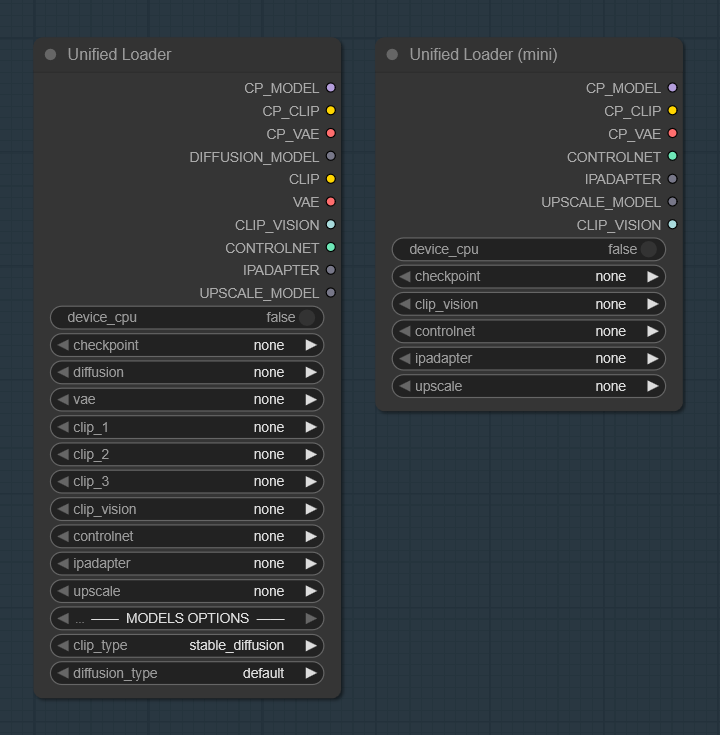 Unified Loader
CP_MODEL
CP_CLIP
CP_VAE
DIFFUSION_MODEL
CLIP
VAE
CLIP_VISION
CONTROLNET
IPADAPTER
UPSCALE_MODEL
device_cpu false
checkpoint none
diffusion none
vae none
clip_1 none
clip_2 none
clip_3 none
clip_vision none
controlnet none
ipadapter none
upscale none
... —— MODELS OPTIONS ——
clip_type stable_diffusion
diffusion_type default
Unified Loader (mini)
CP_MODEL
CP_CLIP
CP_VAE
CONTROLNET
IPADAPTER
UPSCALE_MODEL
CLIP_VISION
device_cpu false
checkpoint none
clip_vision none
controlnet none
ipadapter none
upscale none